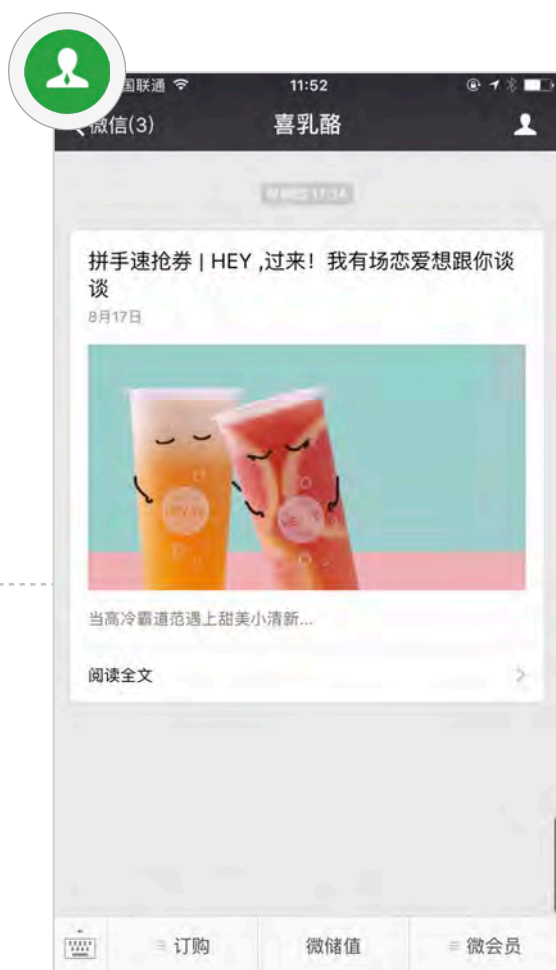 国联通
11:52
微信(3)
喜乳酪
拼手速抢券 | HEY ,过来！我有场恋爱想跟你谈
谈
8月17日
当高冷霸道范遇上甜美小清新...
阅读全文
订购
微储值
微会员